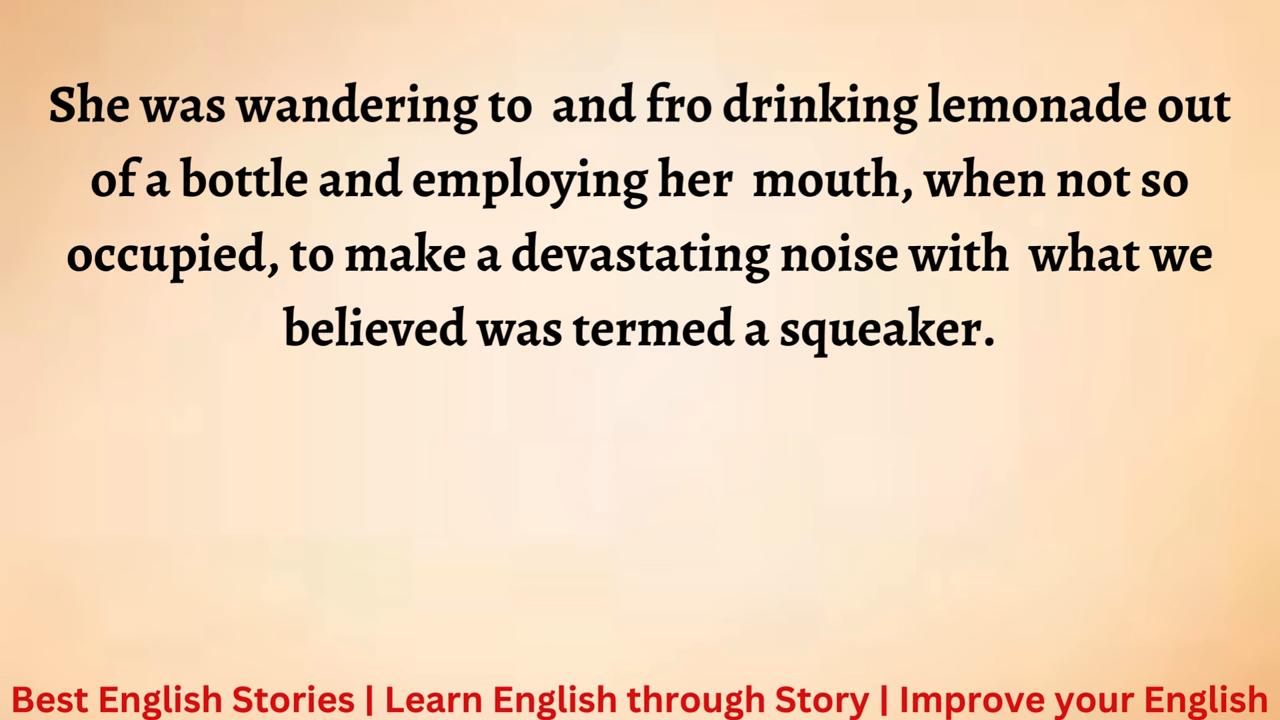 She was wandering to  and fro drinking lemonade out
of a bottle and employing her  mouth, when not so
occupied, to make a devastating noise with  what we
believed was termed a squeaker.
Best English Stories | Learn English through Story | Improve your English